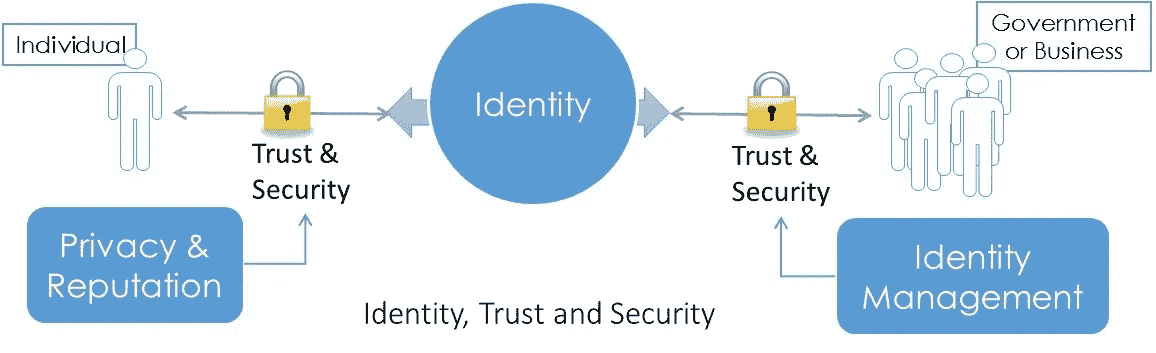 Individual
Identity
Government
or Business
Trust &
Security
Trust &
Security
Privacy &
Reputation
Identity
Management
Identity, Trust and Security